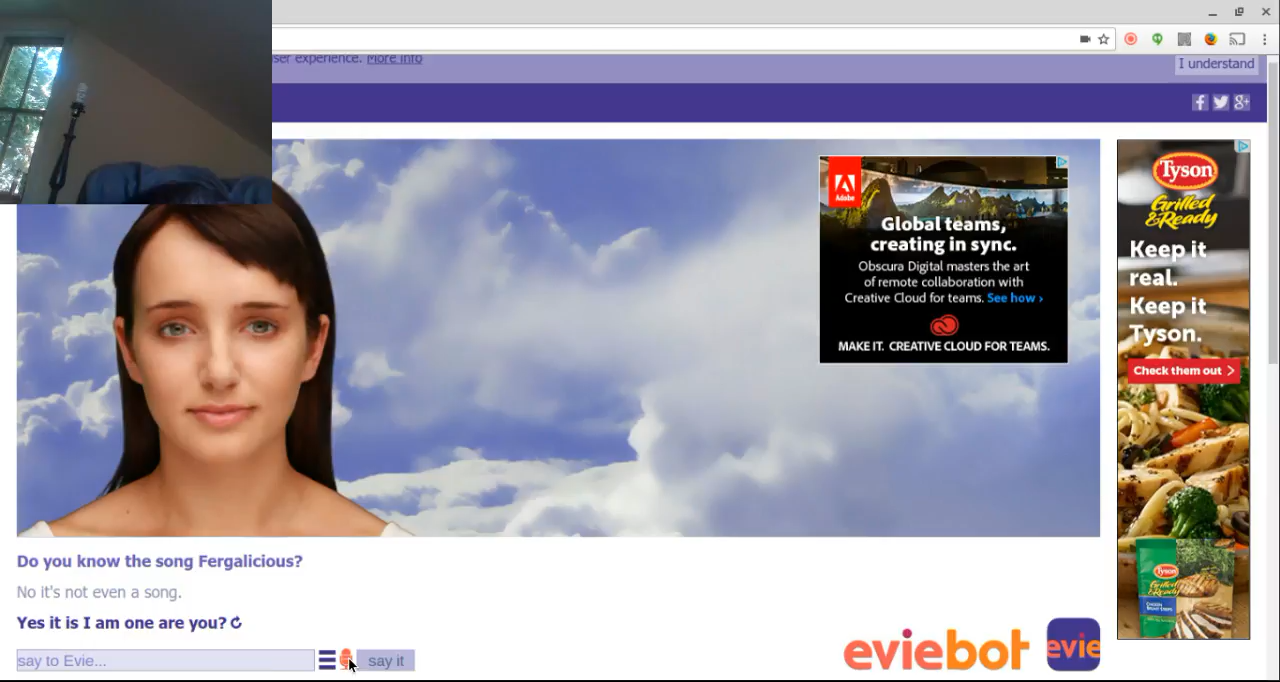 ser experience. More info
I understand
Adobe
Global teams,
creating in sync.
Obscura Digital masters the art
of remote collaboration with
Creative Cloud for teams. See how ›
MAKE IT. CREATIVE CLOUD FOR TEAMS.
Tyson
Grilled
&Ready
Keep it
real.
Keep it
Tyson.
Check them out >
Tyson
Grilled
&Ready
Do you know the song Fergalicious?
No it's not even a song.
Yes it is I am one are you?
say to Evie...
say it
eviebot
evie